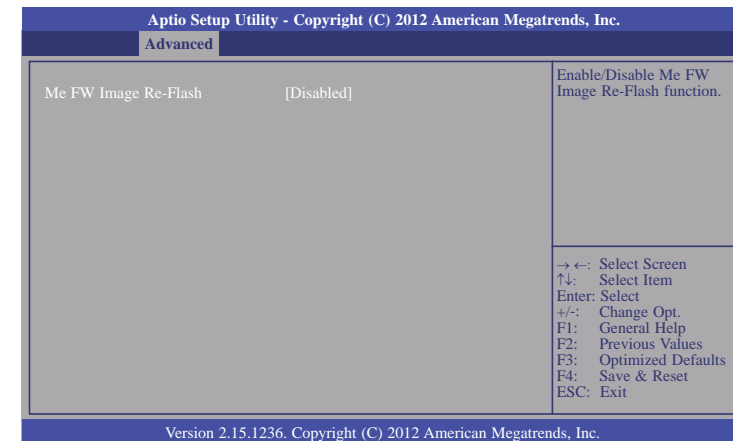 Aptio Setup Utility - Copyright (C) 2012 American Megatrends, Inc.
Advanced
Me FW Image Re-Flash [Disabled]
Enable/Disable Me FW
Image Re-Flash function.
→ ←: Select Screen
↑↓: Select Item
Enter: Select
+/-: Change Opt.
F1: General Help
F2: Previous Values
F3: Optimized Defaults
F4: Save & Reset
ESC: Exit
Version 2.15.1236. Copyright (C) 2012 American Megatrends, Inc.